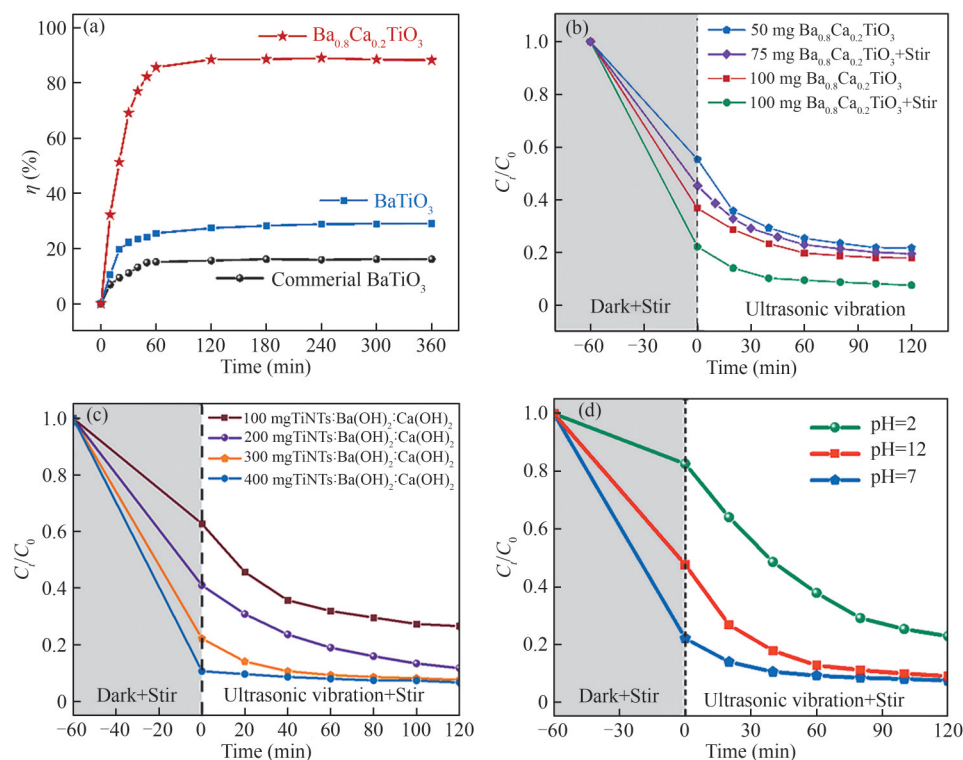 (a)
Ba0.8Ca0.2TiO3
BaTiO3
Commerial BaTiO3
η (%)
100
80
60
40
20
0
0 60 120 180 240 300 360
Time (min)
(b)
50 mg Ba0.8Ca0.2TiO3
75 mg Ba0.8Ca0.2TiO3+Stir
100 mg Ba0.8Ca0.2TiO3
100 mg Ba0.8Ca0.2TiO3+Stir
Ct/C0
1.0
0.8
0.6
0.4
0.2
0.0
Dark+Stir
Ultrasonic vibration
−60 −30 0 30 60 90 120
Time (min)
(c)
100 mgTiNTs:Ba(OH)2:Ca(OH)2
200 mgTiNTs:Ba(OH)2:Ca(OH)2
300 mgTiNTs:Ba(OH)2:Ca(OH)2
400 mgTiNTs:Ba(OH)2:Ca(OH)2
Ct/C0
1.0
0.8
0.6
0.4
0.2
0.0
Dark+Stir
Ultrasonic vibration+Stir
−60 −40 −20 0 20 40 60 80 100 120
Time (min)
(d)
pH=2
pH=12
pH=7
Ct/C0
1.0
0.8
0.6
0.4
0.2
0.0
Dark+Stir
Ultrasonic vibration+Stir
−60 −30 0 30 60 90 120
Time (min)